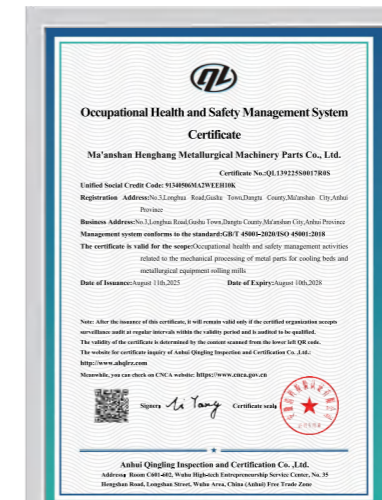 QL
Occupational Health and Safety Management System
Certificate
Ma'anshan Henghang Metallurgical Machinery Parts Co., Ltd.
Certificate No.:QL139225S0017R0S
Unified Social Credit Code: 91340506MA2WEEH10K
Registration Address:No.3,Longhua Road,Gushu Town,Dangtu County,Ma'anshan City,Anhui
Province
Business Address:No.3,Longhua Road,Gushu Town,Dangtu County,Ma'anshan City,Anhui Province
Management system conforms to the standard:GB/T 45001-2020/ISO 45001:2018
The certificate is valid for the scope:Occupational health and safety management activities
related to the mechanical processing of metal parts for cooling beds and
metallurgical equipment rolling mills
Date of Issuance:August 11th,2025 Date of Expiry:August 10th,2028
Note: After the issuance of this certificate, it will remain valid only if the certified organization accepts
surveillance audit at regular intervals within the validity period and is audited to be qualified.
The validity of the certificate is determined by the content scanned from the lower left QR code.
The website for certificate inquiry of Anhui Qingling Inspection and Certification Co. ,Ltd.:
http://www.ahqlrz.com
Meanwhile, you can check on CNCA website: https://www.cnca.gov.cn
Signer: Li Yang Certificate seal:
Anhui Qingling Inspection and Certification Co. ,Ltd.
Address: Room C601-602, Wuhu High-tech Entrepreneurship Service Center, No. 35
Hengshan Road, Longshan Street, Wuhu Area, China (Anhui) Free Trade Zone